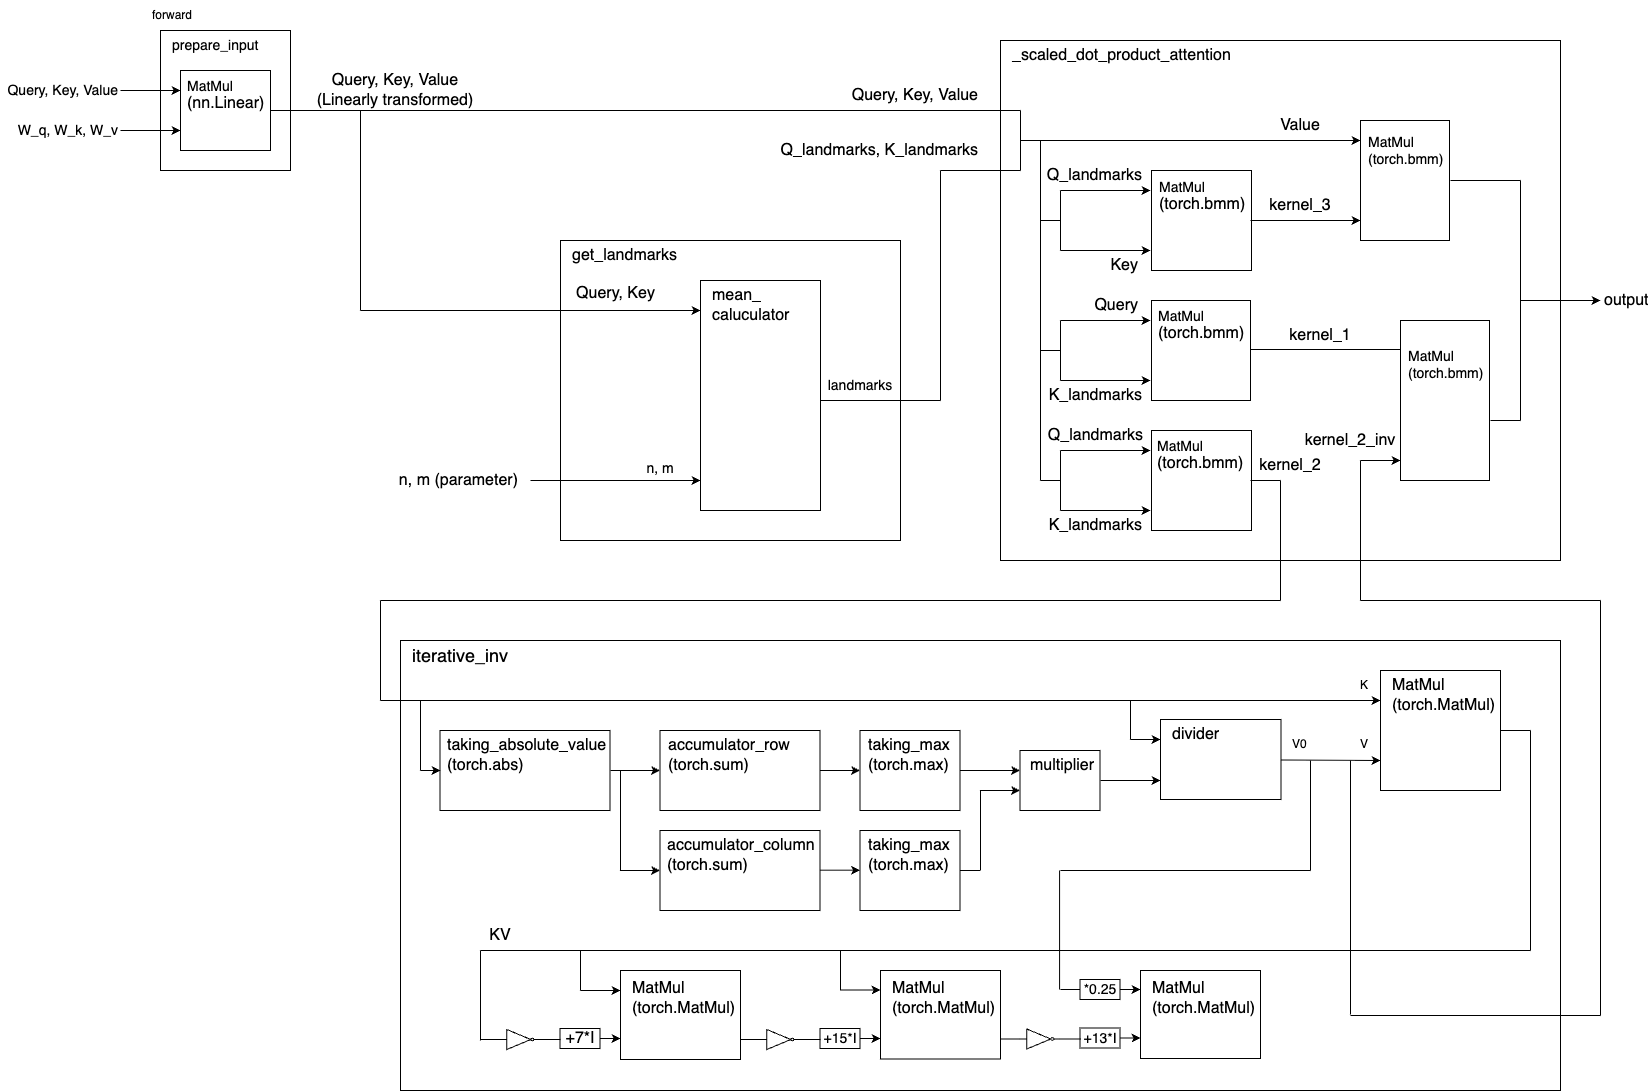 forward
prepare_input
MatMul
(nn.Linear)
Query, Key, Value
W_q, W_k, W_v
Query, Key, Value
(Linearly transformed)
Query, Key, Value
Q_landmarks, K_landmarks
get_landmarks
Query, Key
mean_
caluculator
landmarks
n, m (parameter)
n, m
_scaled_dot_product_attention
Value
MatMul
(torch.bmm)
Q_landmarks
MatMul
(torch.bmm)
kernel_3
Key
Query
MatMul
(torch.bmm)
kernel_1
K_landmarks
MatMul
(torch.bmm)
output
Q_landmarks
MatMul
(torch.bmm)
kernel_2
kernel_2_inv
K_landmarks
iterative_inv
K
MatMul
(torch.MatMul)
taking_absolute_value
(torch.abs)
accumulator_row
(torch.sum)
taking_max
(torch.max)
multiplier
divider
V0
V
accumulator_column
(torch.sum)
taking_max
(torch.max)
KV
+7*I
MatMul
(torch.MatMul)
+15*I
MatMul
(torch.MatMul)
*0.25
+13*I
MatMul
(torch.MatMul)